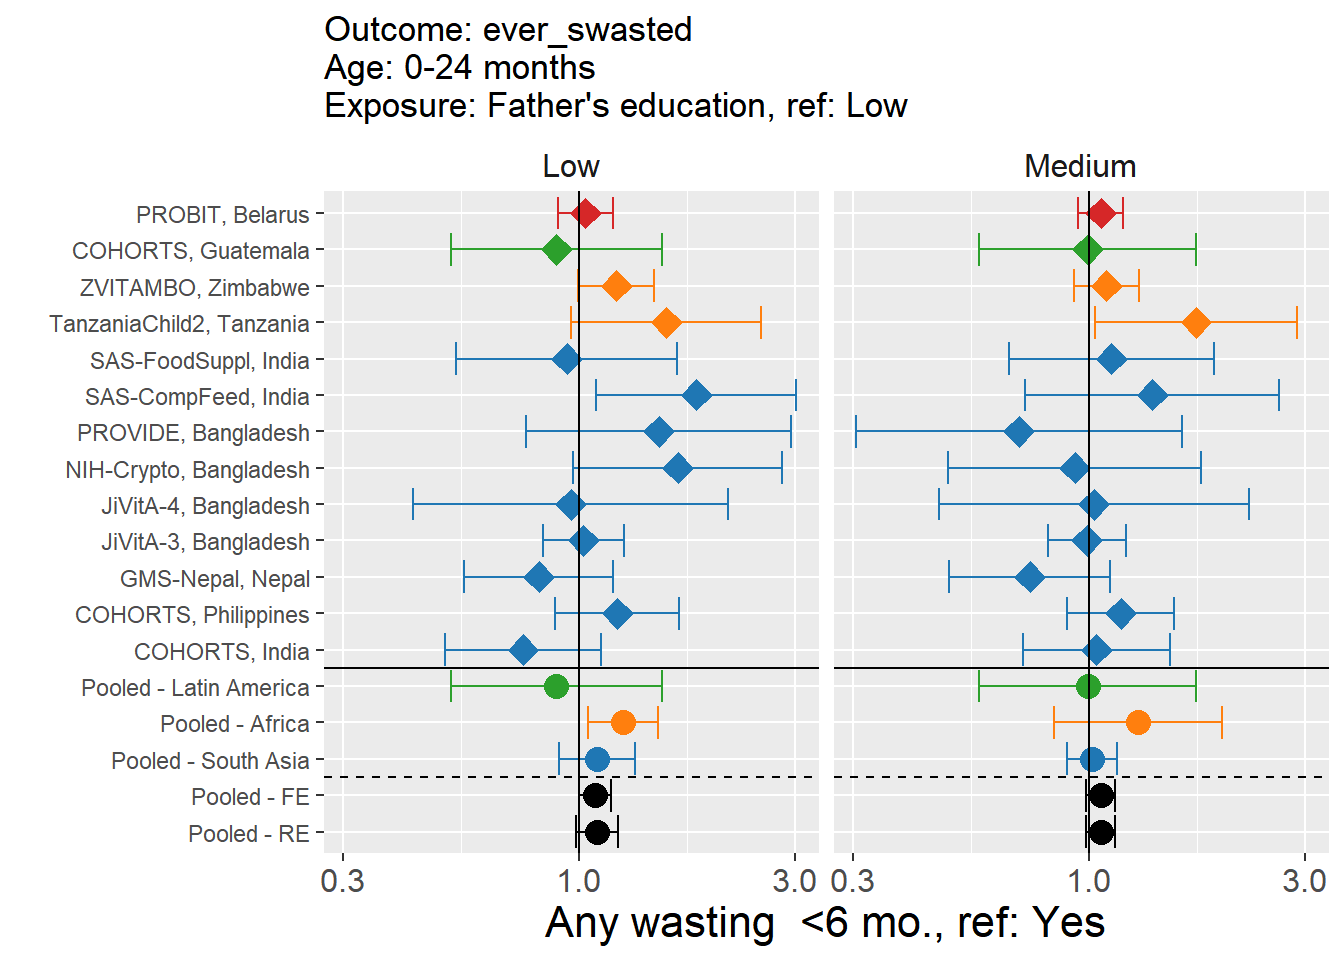 Outcome: ever_swasted
Age: 0-24 months
Exposure: Father's education, ref: Low
Low
Medium
PROBIT, Belarus
COHORTS, Guatemala
ZVITAMBO, Zimbabwe
TanzaniaChild2, Tanzania
SAS-FoodSuppl, India
SAS-CompFeed, India
PROVIDE, Bangladesh
NIH-Crypto, Bangladesh
JiVitA-4, Bangladesh
JiVitA-3, Bangladesh
GMS-Nepal, Nepal
COHORTS, Philippines
COHORTS, India
Pooled - Latin America
Pooled - Africa
Pooled - South Asia
Pooled - FE
Pooled - RE
0.3 1.0 3.0 0.3 1.0 3.0
Any wasting  <6 mo., ref: Yes